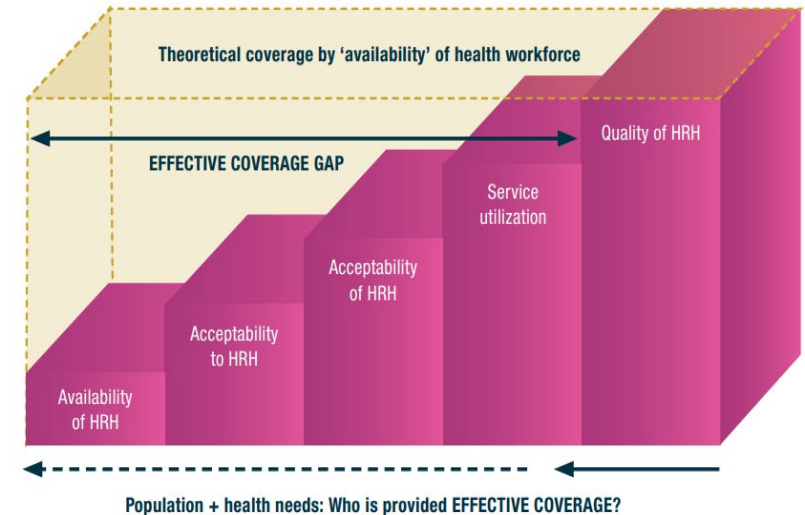 Theoretical coverage by ‘availability’ of health workforce
EFFECTIVE COVERAGE GAP
Quality of HRH
Service
utilization
Acceptability
of HRH
Acceptability
to HRH
Availability
of HRH
Population + health needs: Who is provided EFFECTIVE COVERAGE?